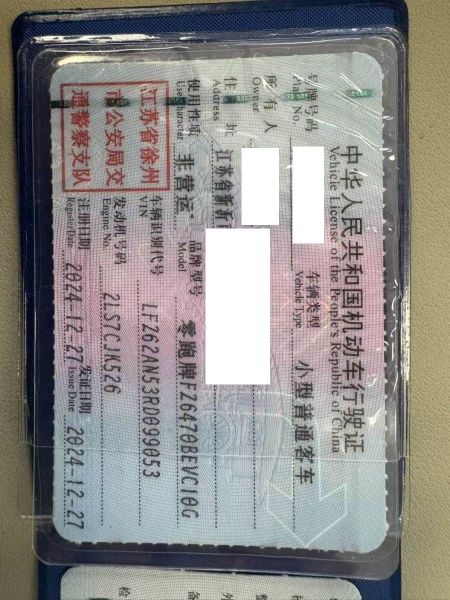 中华人民共和国机动车行驶证
Vehicle License of the People's Republic of China
号牌号码
Plate No.
车辆类型 小型普通客车
Vehicle Type
所有人
Owner
住址 江苏省新沂
Address
使用性质 非营运
Use Character
品牌型号 零跑牌FZ6470BEVC10G
Model
江苏省徐州
市公安局交
通警察支队
车辆识别代号 LFZ62AN53RD099053
VIN
发动机号码 21S7CJK526
Engine No.
注册日期 2024-12-27
Register Date
发证日期 2024-12-27
Issue Date
检